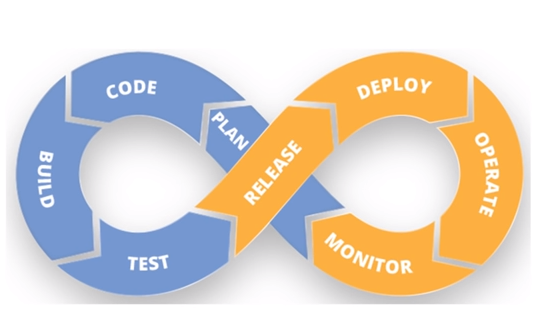 PLAN
CODE
BUILD
TEST
RELEASE
DEPLOY
OPERATE
MONITOR